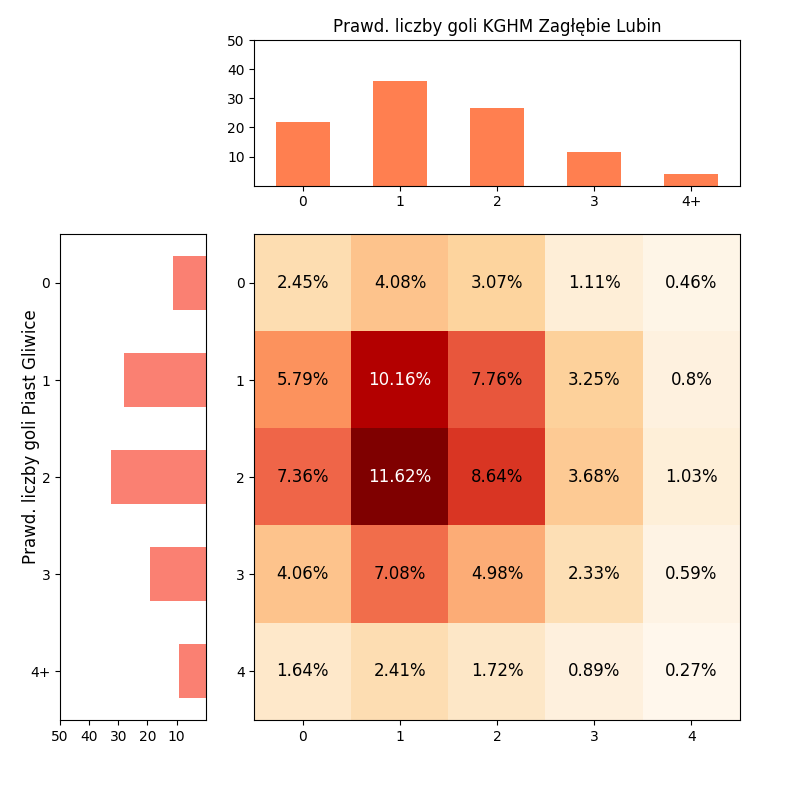 Prawd. liczby goli KGHM Zagłębie Lubin
50
40
30
20
10
0 1 2 3 4+
Prawd. liczby goli Piast Gliwice
0
1
2
3
4+
50 40 30 20 10
0 2.45% 4.08% 3.07% 1.11% 0.46%
1 5.79% 10.16% 7.76% 3.25% 0.8%
2 7.36% 11.62% 8.64% 3.68% 1.03%
3 4.06% 7.08% 4.98% 2.33% 0.59%
4 1.64% 2.41% 1.72% 0.89% 0.27%
0 1 2 3 4